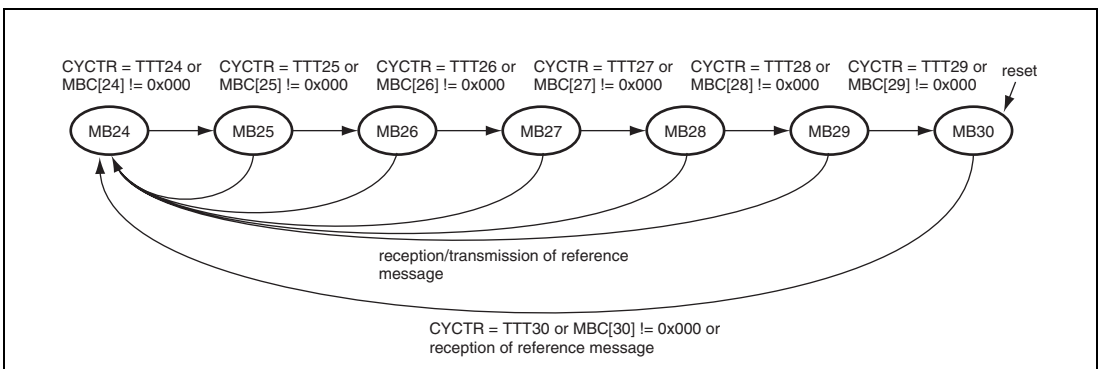 CYCTR = TTT24 or
MBC[24] != 0x000
CYCTR = TTT25 or
MBC[25] != 0x000
CYCTR = TTT26 or
MBC[26] != 0x000
CYCTR = TTT27 or
MBC[27] != 0x000
CYCTR = TTT28 or
MBC[28] != 0x000
CYCTR = TTT29 or
MBC[29] != 0x000
reset
MB24
MB25
MB26
MB27
MB28
MB29
MB30
reception/transmission of reference
message
CYCTR = TTT30 or MBC[30] != 0x000 or
reception of reference message